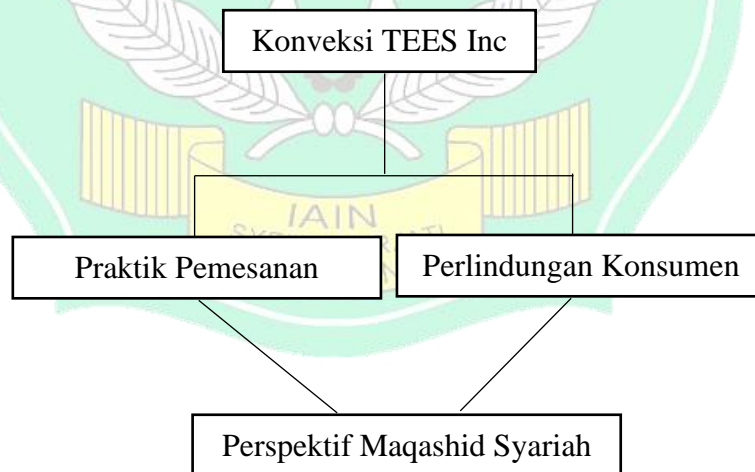 Konveksi TEES Inc
IAIN
Praktik Pemesanan
Perlindungan Konsumen
Perspektif Maqashid Syariah